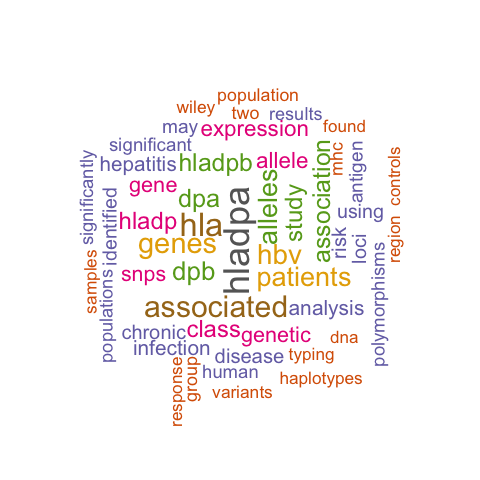 population
wiley
two
results
may
expression
found
significant
hepatitis
hladpb
allele
mhc
antigen
controls
significantly
identified
gene
dpa
alleles
study
association
hladp
hla
hladpa
risk
using
loci
region
genes
hbv
snps
dpb
patients
samples
populations
polymorphisms
associated
analysis
chronic
class
genetic
dna
infection
disease
typing
response
group
human
haplotypes
variants